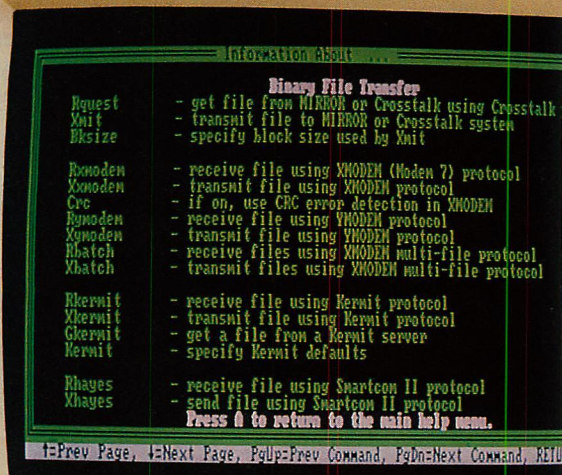 Information About ...
Binary File Transfer
Rquest - get file from MIRROR or Crosstalk using Crosstalk
Xmit - transmit file to MIRROR or Crosstalk system
Bksize - specify block size used by Xmit
Rxmodem - receive file using XMODEM (Modem 7) protocol
Xxmodem - transmit file using XMODEM protocol
Crc - if on, use CRC error detection in XMODEM
Rymodem - receive file using YMODEM protocol
Xymodem - transmit file using YMODEM protocol
Rbatch - receive files using XMODEM multi-file protocol
Xbatch - transmit files using XMODEM multi-file protocol
Rkermit - receive file using Kermit protocol
Xkermit - transmit file using Kermit protocol
Gkermit - get a file from a Kermit server
Kermit - specify Kermit defaults
Rhayes - receive file using Smartcom II protocol
Xhayes - send file using Smartcom II protocol
Press A to return to the main help menu.
↑=Prev Page, ↓=Next Page, PgUp=Prev Command, PgDn=Next Command, RETU